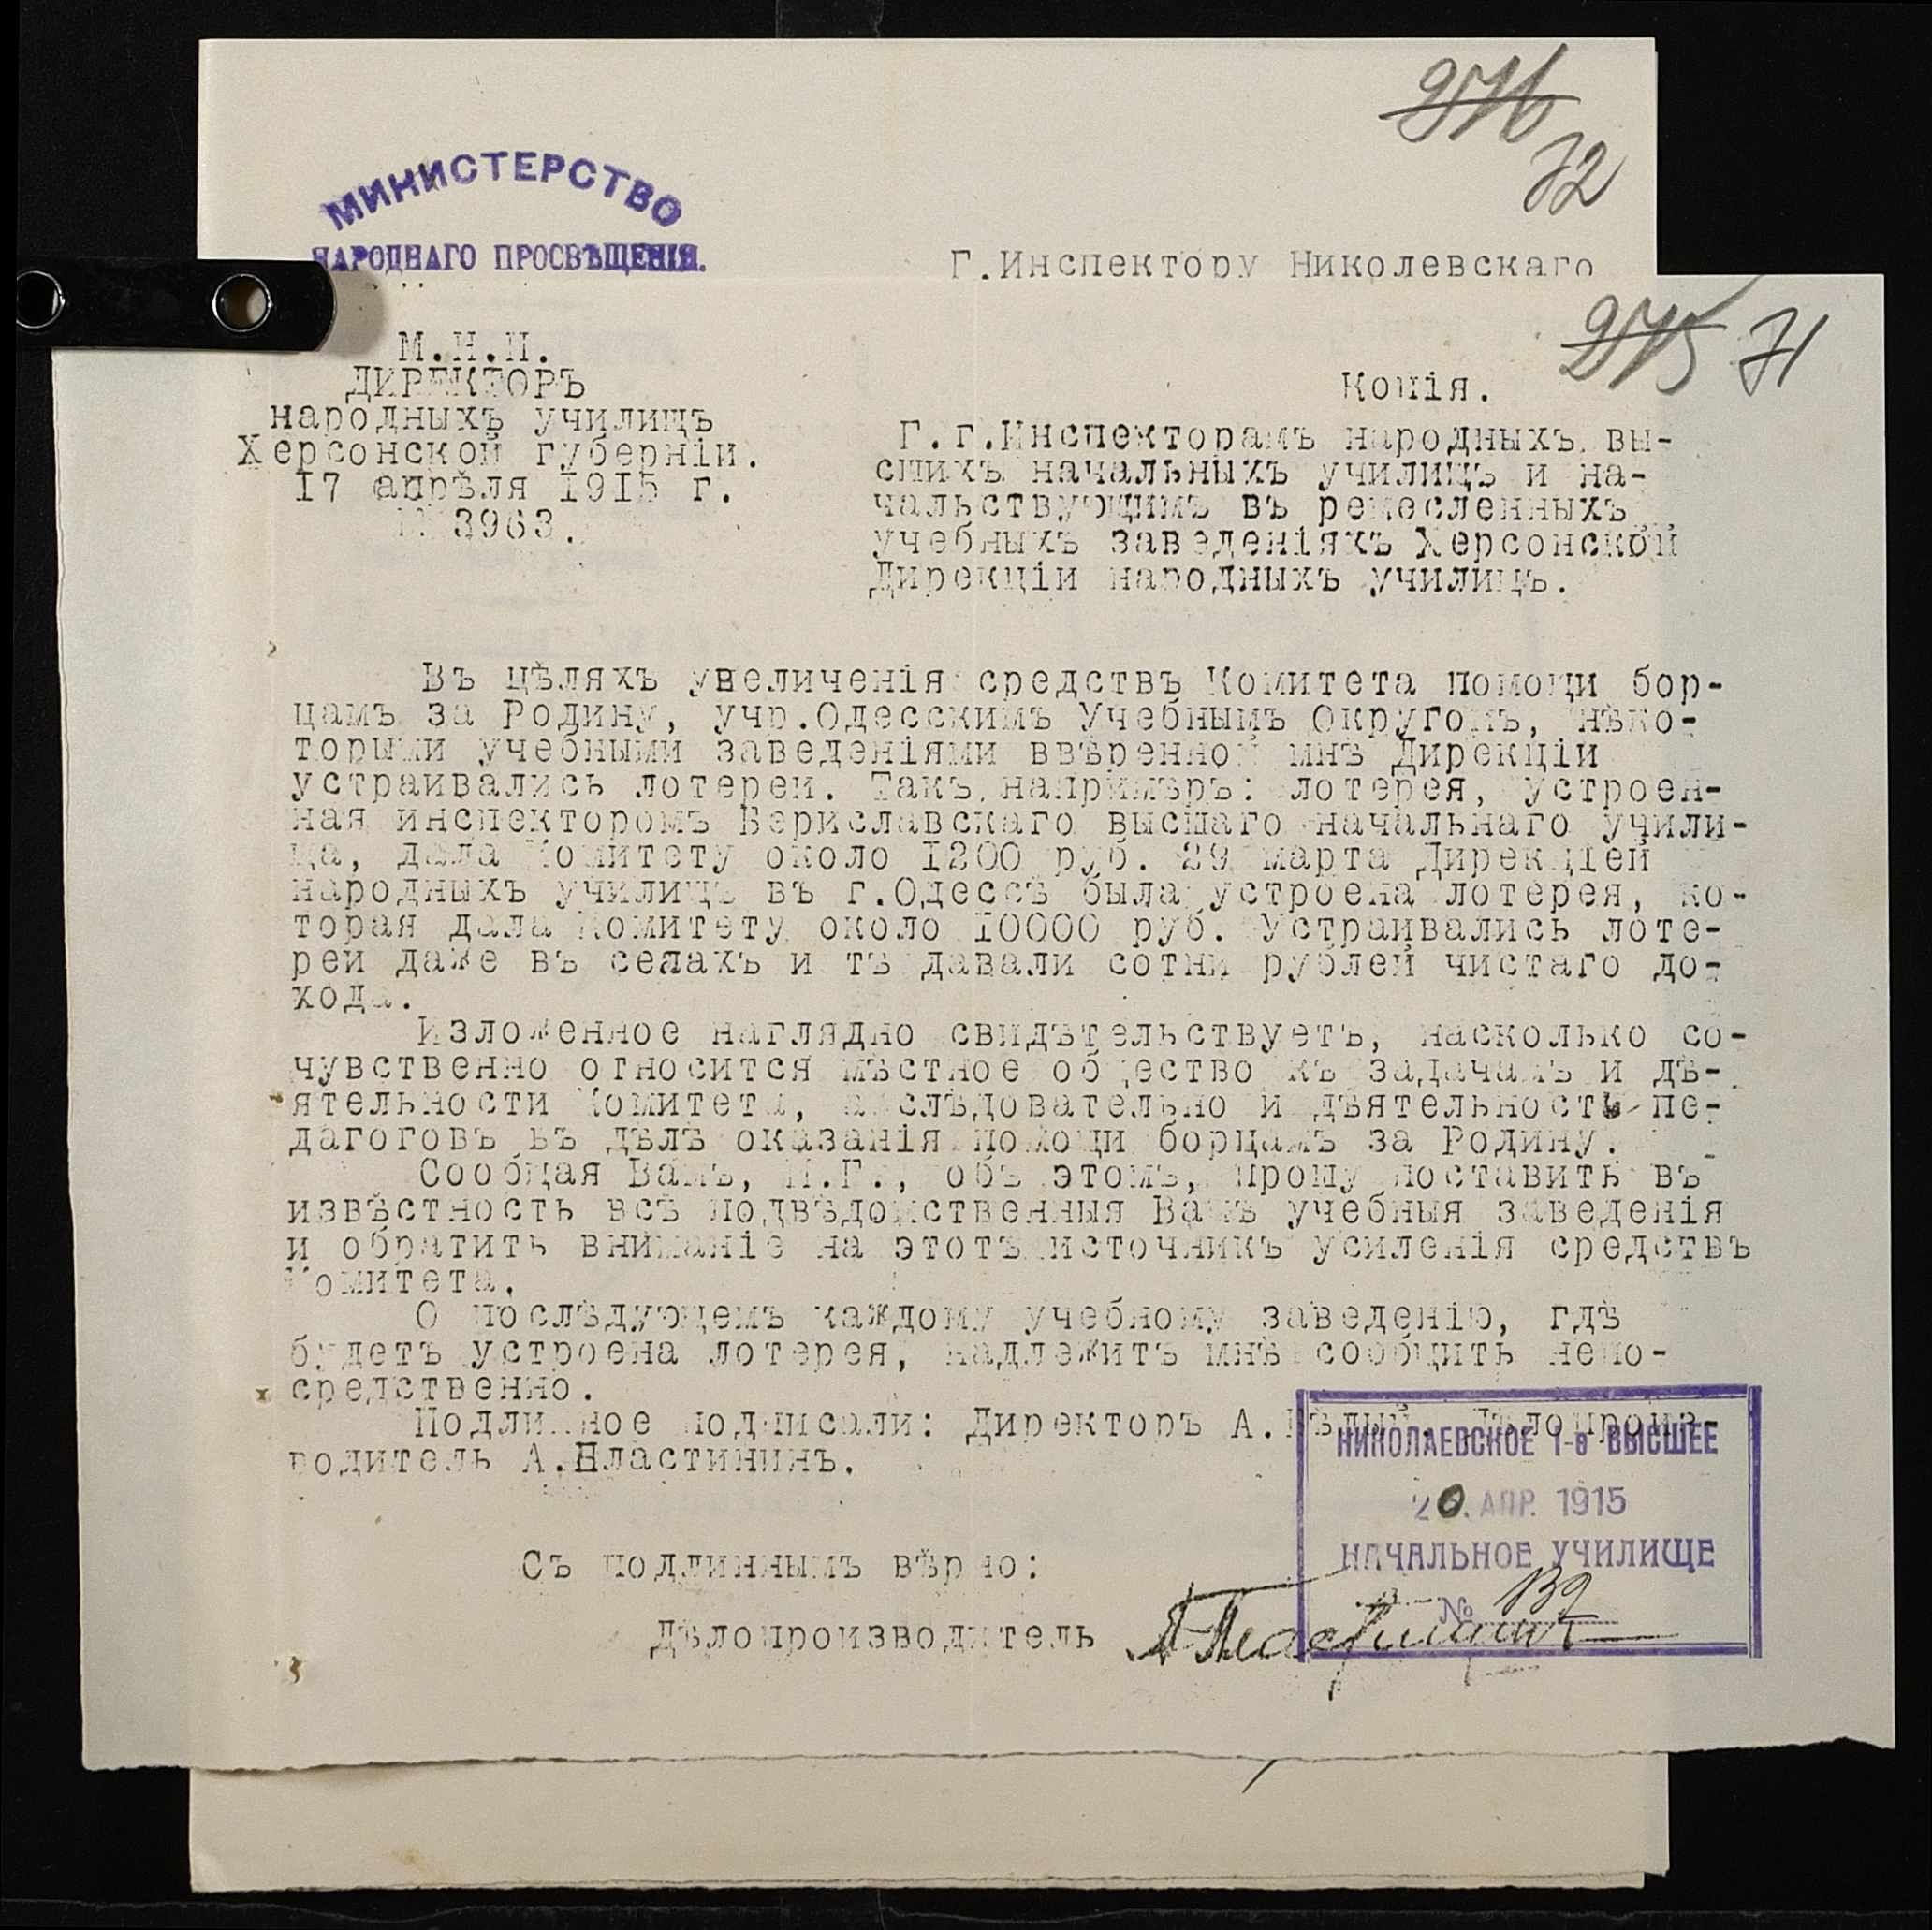 276
72
МИНИСТЕРСТВО
НАРОДНАГО ПРОСВѢЩЕНІЯ.
Г.Инспектору Николевскаго
275 71
М.Н.П.
ДИРЕКТОРЪ
народныхъ училищъ
Херсонской губерніи.
17 апрѣля 1915 г.
№ 3963.
Копія.
Г.г.Инспекторамъ народныхъ вы-
сшихъ начальныхъ училищъ и на-
чальствующимъ въ ремесленныхъ
учебныхъ заведеніяхъ Херсонской
Дирекціи народныхъ училищъ.
Въ цѣляхъ увеличенія средствъ Комитета помощи бор-
цамъ за Родину, учр.Одесскимъ Учебнымъ Округомъ, нѣко-
торыми учебными заведеніями ввѣренной мнѣ Дирекціи
устраивались лотереи. Такъ,напримѣръ: лотерея, устроен-
ная инспекторомъ Бериславскаго высшаго начальнаго учили-
ща, дала Комитету около 1200 руб. 29 марта Дирекціей
народныхъ училищъ въ г.Одессѣ была устроена лотерея, ко-
торая дала Комитету около 10000 руб. Устраивались лоте-
реи даже въ селахъ и тѣ давали сотни рублей чистаго до-
хода.
Изложенное наглядно свидѣтельствуетъ, насколько со-
чувственно относится мѣстное общество къ задачамъ и дѣ-
ятельности Комитета, а слѣдовательно и дѣятельность пе-
дагоговъ въ дѣлѣ оказанія помощи борцамъ за Родину.
Сообщая Вамъ, М.Г., объ этомъ, прошу поставить въ
извѣстность всѣ подвѣдомственныя Вамъ учебныя заведенія
и обратить вниманіе на этотъ источникъ усиленія средствъ
Комитета.
О послѣдующемъ каждому учебному заведенію, гдѣ
будетъ устроена лотерея, надлежитъ мнѣ сообщить непо-
средственно.
Подлинное подписали: Директоръ А.Бѣлый. Дѣлопроиз-
водитель А.Пластининъ.
НИКОЛАЕВСКОЕ 1-е ВЫСШЕЕ
20. АПР. 1915
НАЧАЛЬНОЕ УЧИЛИЩЕ
№ 132
Съ подлиннымъ вѣрно:
Дѣлопроизводитель А Пластининъ